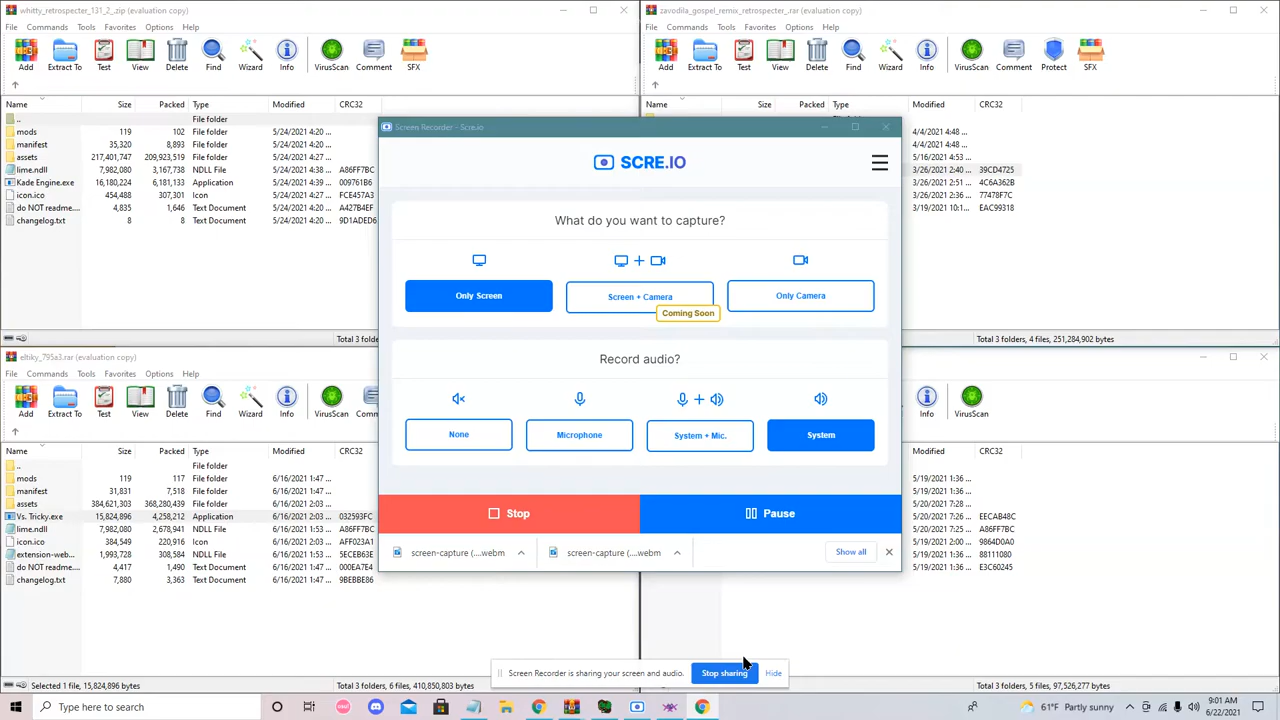 whitty_retrospecter_131_2_.zip (evaluation copy)
File Commands Tools Favorites Options Help
Add Extract To Test View Delete Find Wizard Info VirusScan Comment SFX
Name Size Packed Type Modified CRC32
.. File folder
mods 119 102 File folder 5/24/2021 4:20 ...
manifest 35,320 8,893 File folder 5/24/2021 4:20 ...
assets 217,401,747 209,923,519 File folder 5/24/2021 4:27 ...
lime.ndll 7,982,080 3,168,157 NDLL File 5/24/2021 4:38 ... A86FF7BC
Kade Engine.exe 16,180,224 6,181,133 Application 5/24/2021 4:20 ... 009761B6
icon.ico 454,488 307,301 Icon 5/24/2021 4:20 ... FCE457A3
do NOT readme.... 4,835 1,646 Text Document 5/24/2021 4:20 ... A427B4EF
changelog.txt 8 8 Text Document 5/24/2021 4:20 ... 9D1ADED6
Total 3 folde
zavodila_gospel_remix_retrospecter_.rar (evaluation copy)
File Commands Tools Favorites Options Help
Add Extract To Test View Delete Find Wizard Info VirusScan Comment Protect SFX
Name Size Packed Type Modified CRC32
4/4/2021 4:48 ...
4/4/2021 4:48 ...
5/16/2021 4:53 ...
3/26/2021 2:40 ... 39CD4725
3/26/2021 2:51 ... 4C6A362B
3/26/2021 2:36 ... 77478F7C
3/19/2021 10:1... EAC99318
Total 3 folders, 4 files, 251,284,902 bytes
Screen Recorder - Scre.io
SCRE.IO
What do you want to capture?
Only Screen Screen + Camera Only Camera
Coming Soon
Record audio?
None Microphone System + Mic. System
Stop Pause
screen-capture (....webm screen-capture (....webm Show all
eltiky_795a3.rar (evaluation copy)
File Commands Tools Favorites Options Help
Add Extract To Test View Delete Find Wizard Info VirusScan Comm
Name Size Packed Type Modified CRC32
.. File folder
mods 119 117 File folder 6/16/2021 1:47 ...
manifest 31,831 7,518 File folder 6/16/2021 1:47 ...
assets 384,621,303 368,280,439 File folder 6/16/2021 2:03 ...
Vs. Tricky.exe 15,824,896 4,258,212 Application 6/16/2021 2:03 ... 032593FC
lime.ndll 7,982,080 2,678,941 NDLL File 6/16/2021 1:47 ... A86FF7BC
icon.ico 384,549 220,916 Icon 6/16/2021 2:03 ... AFF023A1
extension-web... 1,993,728 308,584 NDLL File 6/16/2021 1:47 ... 5ECEB63E
do NOT readme.... 4,417 1,490 Text Document 6/16/2021 1:47 ... 000EA7E4
changelog.txt 7,880 3,363 Text Document 6/16/2021 1:47 ... 9BEBBE86
Selected 1 file, 15,824,896 bytes Total 3 folders, 6 files, 410,850,803 bytes
Info VirusScan
Modified CRC32
5/19/2021 1:36 ...
5/19/2021 1:36 ...
5/20/2021 7:28 ...
5/20/2021 7:26 ... EECAB48C
5/19/2021 1:36 ... A86FF7BC
5/20/2021 2:02 ... 9864D0A0
5/19/2021 1:36 ... 88111080
5/19/2021 1:36 ... E3C60245
Total 3 folders, 5 files, 97,526,277 bytes
Screen Recorder is sharing your screen and audio. Stop sharing Hide
Type here to search
61°F Partly sunny
9:01 AM
6/22/2021